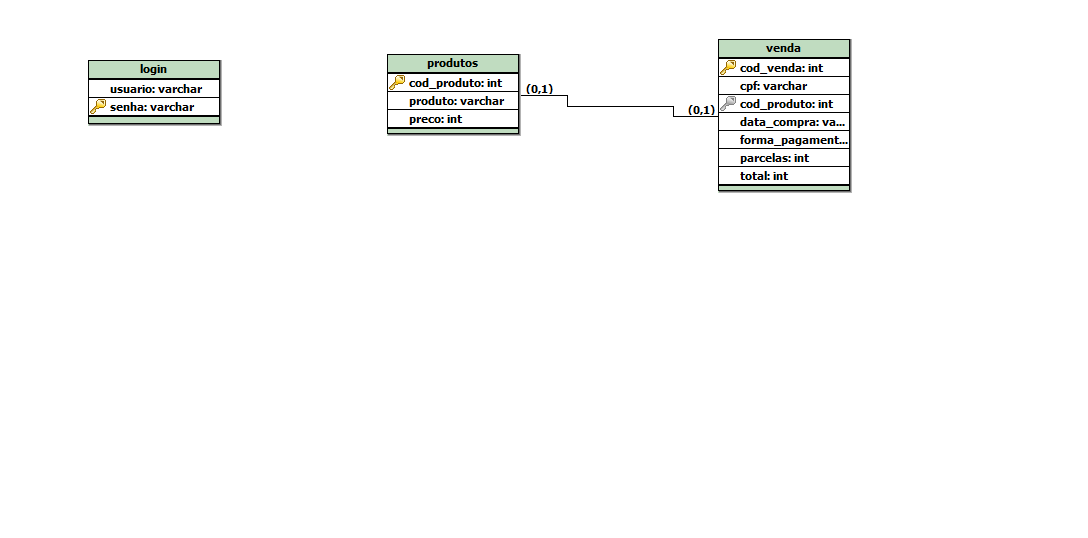 login
usuario: varchar
senha: varchar
produtos
cod_produto: int
produto: varchar
preco: int
(0,1)
(0,1)
venda
cod_venda: int
cpf: varchar
cod_produto: int
data_compra: va...
forma_pagament...
parcelas: int
total: int